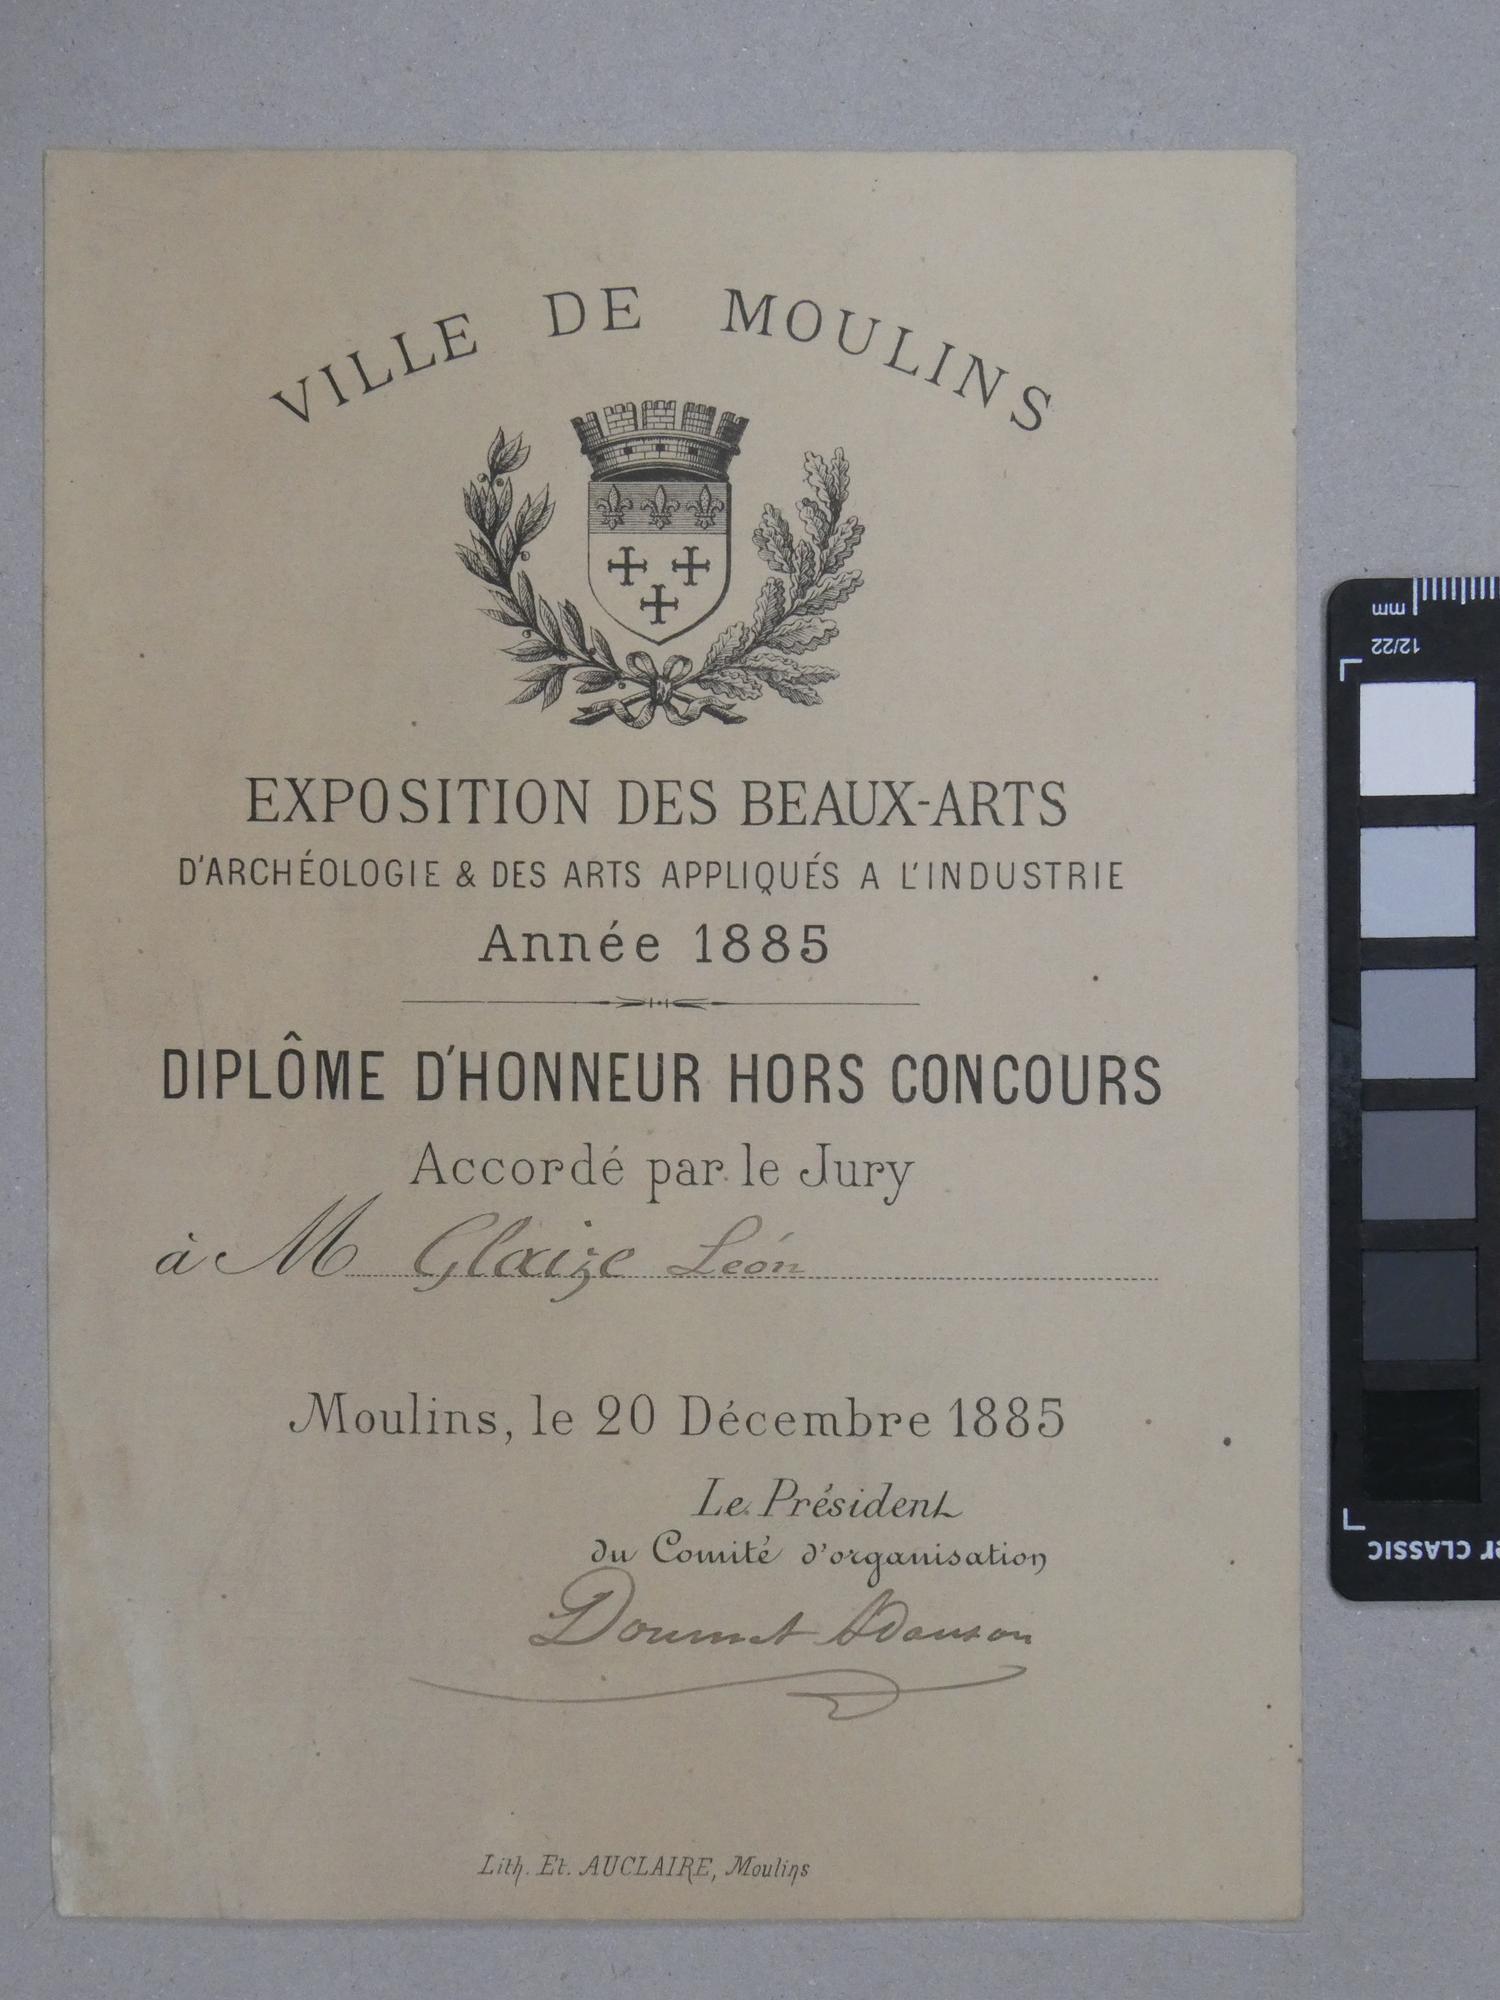 VILLE DE MOULINS
EXPOSITION DES BEAUX-ARTS
D'ARCHÉOLOGIE & DES ARTS APPLIQUÉS A L'INDUSTRIE
Année 1885
DIPLÔME D'HONNEUR HORS CONCOURS
Accordé par le Jury
à M Glaize Léon
Moulins, le 20 Décembre 1885
Le Président
du Comité d'organisation
Doumet Adanson
Lith. Et. AUCLAIRE, Moulins
mm
12/22
CLASSIC